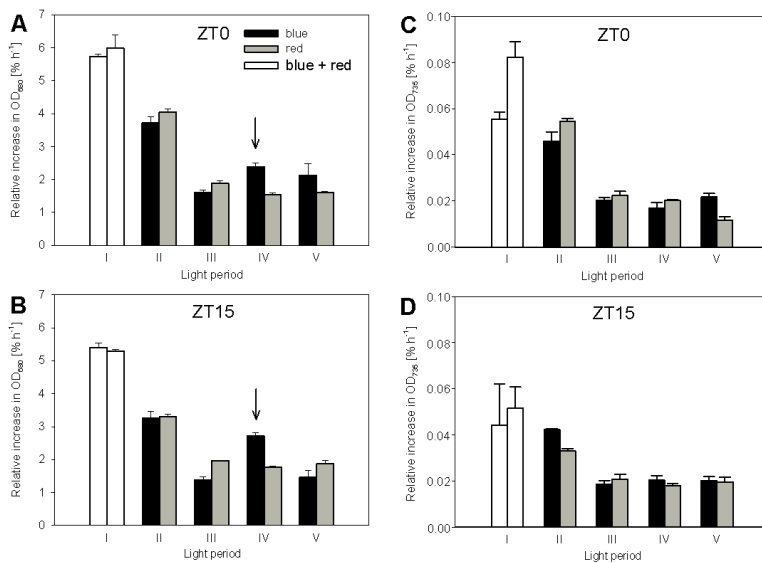 A
ZT0
blue
red
blue + red
Relative increase in OD₆₈₀ [% h⁻¹]
7
6
5
4
3
2
1
0
I II III IV V
Light period
B
ZT15
Relative increase in OD₆₈₀ [% h⁻¹]
7
6
5
4
3
2
1
0
I II III IV V
Light period
C
ZT0
Relative increase in OD₇₃₅ [% h⁻¹]
0.10
0.08
0.06
0.04
0.02
0.00
I II III IV V
Light period
D
ZT15
Relative increase in OD₇₃₅ [% h⁻¹]
0.10
0.08
0.06
0.04
0.02
0.00
I II III IV V
Light period